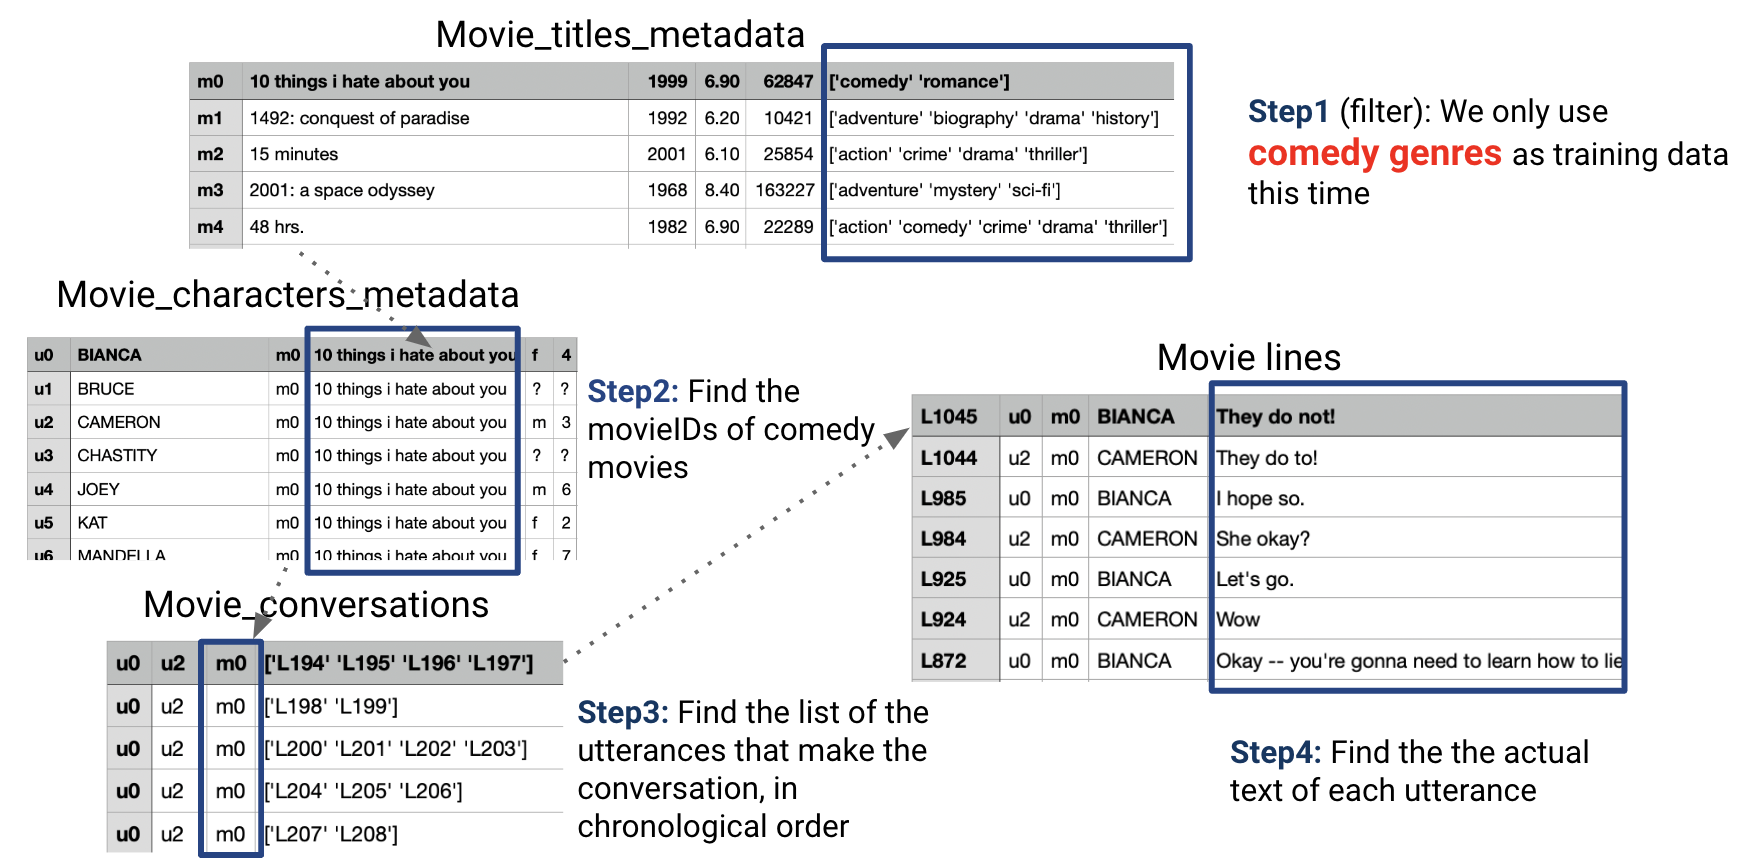 Movie_titles_metadata
m0 10 things i hate about you 1999 6.90 62847 ['comedy' 'romance']
m1 1492: conquest of paradise 1992 6.20 10421 ['adventure' 'biography' 'drama' 'history']
m2 15 minutes 2001 6.10 25854 ['action' 'crime' 'drama' 'thriller']
m3 2001: a space odyssey 1968 8.40 163227 ['adventure' 'mystery' 'sci-fi']
m4 48 hrs. 1982 6.90 22289 ['action' 'comedy' 'crime' 'drama' 'thriller']
Step1 (filter): We only use
comedy genres as training data
this time
Movie_characters_metadata
u0 BIANCA m0 10 things i hate about you f 4
u1 BRUCE m0 10 things i hate about you ? ?
u2 CAMERON m0 10 things i hate about you m 3
u3 CHASTITY m0 10 things i hate about you ? ?
u4 JOEY m0 10 things i hate about you m 6
u5 KAT m0 10 things i hate about you f 2
u6 MANDELLA m0 10 things i hate about you f 7
Step2: Find the
movieIDs of comedy
movies
Movie_conversations
u0 u2 m0 ['L194' 'L195' 'L196' 'L197']
u0 u2 m0 ['L198' 'L199']
u0 u2 m0 ['L200' 'L201' 'L202' 'L203']
u0 u2 m0 ['L204' 'L205' 'L206']
u0 u2 m0 ['L207' 'L208']
Step3: Find the list of the
utterances that make the
conversation, in
chronological order
Movie lines
L1045 u0 m0 BIANCA They do not!
L1044 u2 m0 CAMERON They do to!
L985 u0 m0 BIANCA I hope so.
L984 u2 m0 CAMERON She okay?
L925 u0 m0 BIANCA Let's go.
L924 u2 m0 CAMERON Wow
L872 u0 m0 BIANCA Okay -- you're gonna need to learn how to lie
Step4: Find the the actual
text of each utterance